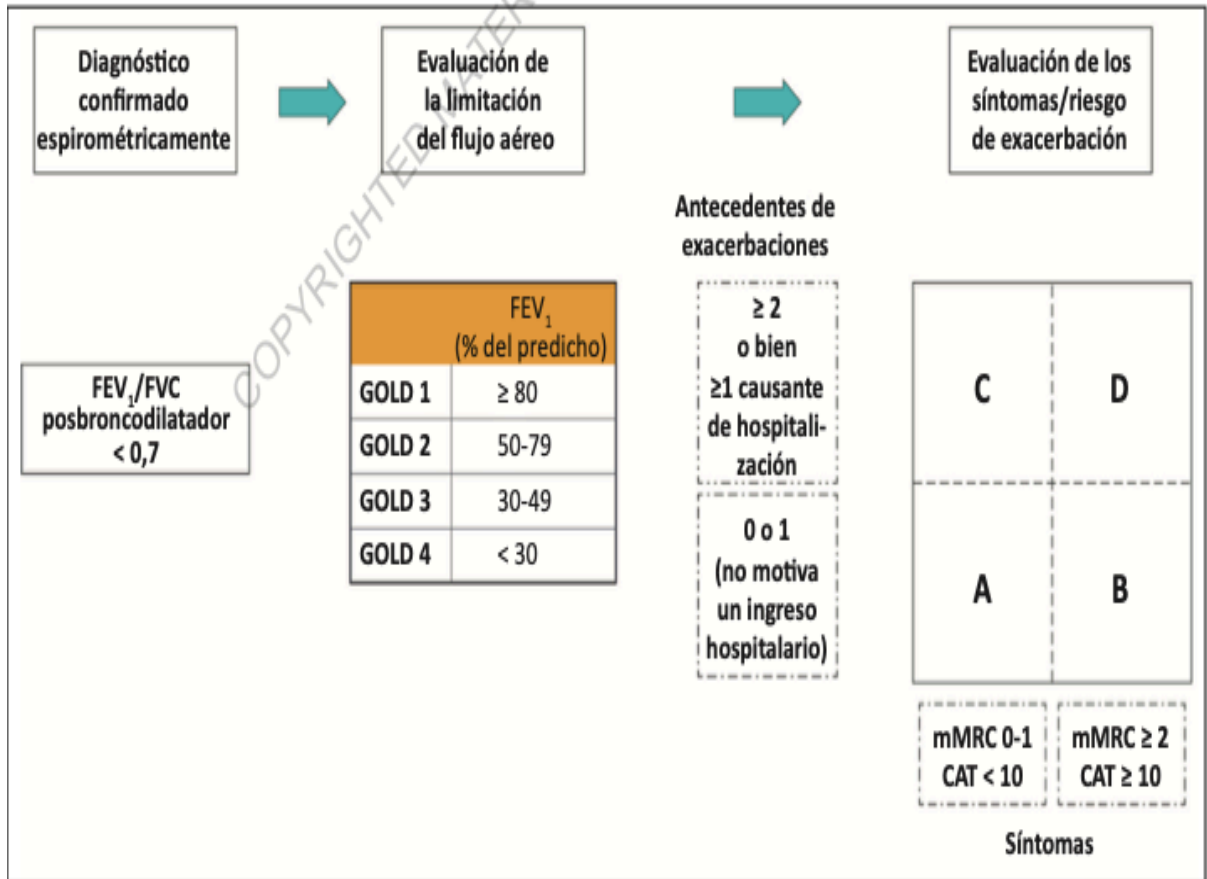 Diagnóstico
confirmado
espirométricamente
Evaluación de
la limitación
del flujo aéreo
Evaluación de los
síntomas/riesgo
de exacerbación
COPYRIGHTED MATER
FEV1/FVC
posbroncodilatador
< 0,7
FEV1
(% del predicho)
GOLD 1 ≥ 80
GOLD 2 50-79
GOLD 3 30-49
GOLD 4 < 30
Antecedentes de
exacerbaciones
≥ 2
o bien
≥1 causante
de hospitali-
zación
0 o 1
(no motiva
un ingreso
hospitalario)
C D
A B
mMRC 0-1
CAT < 10
mMRC ≥ 2
CAT ≥ 10
Síntomas